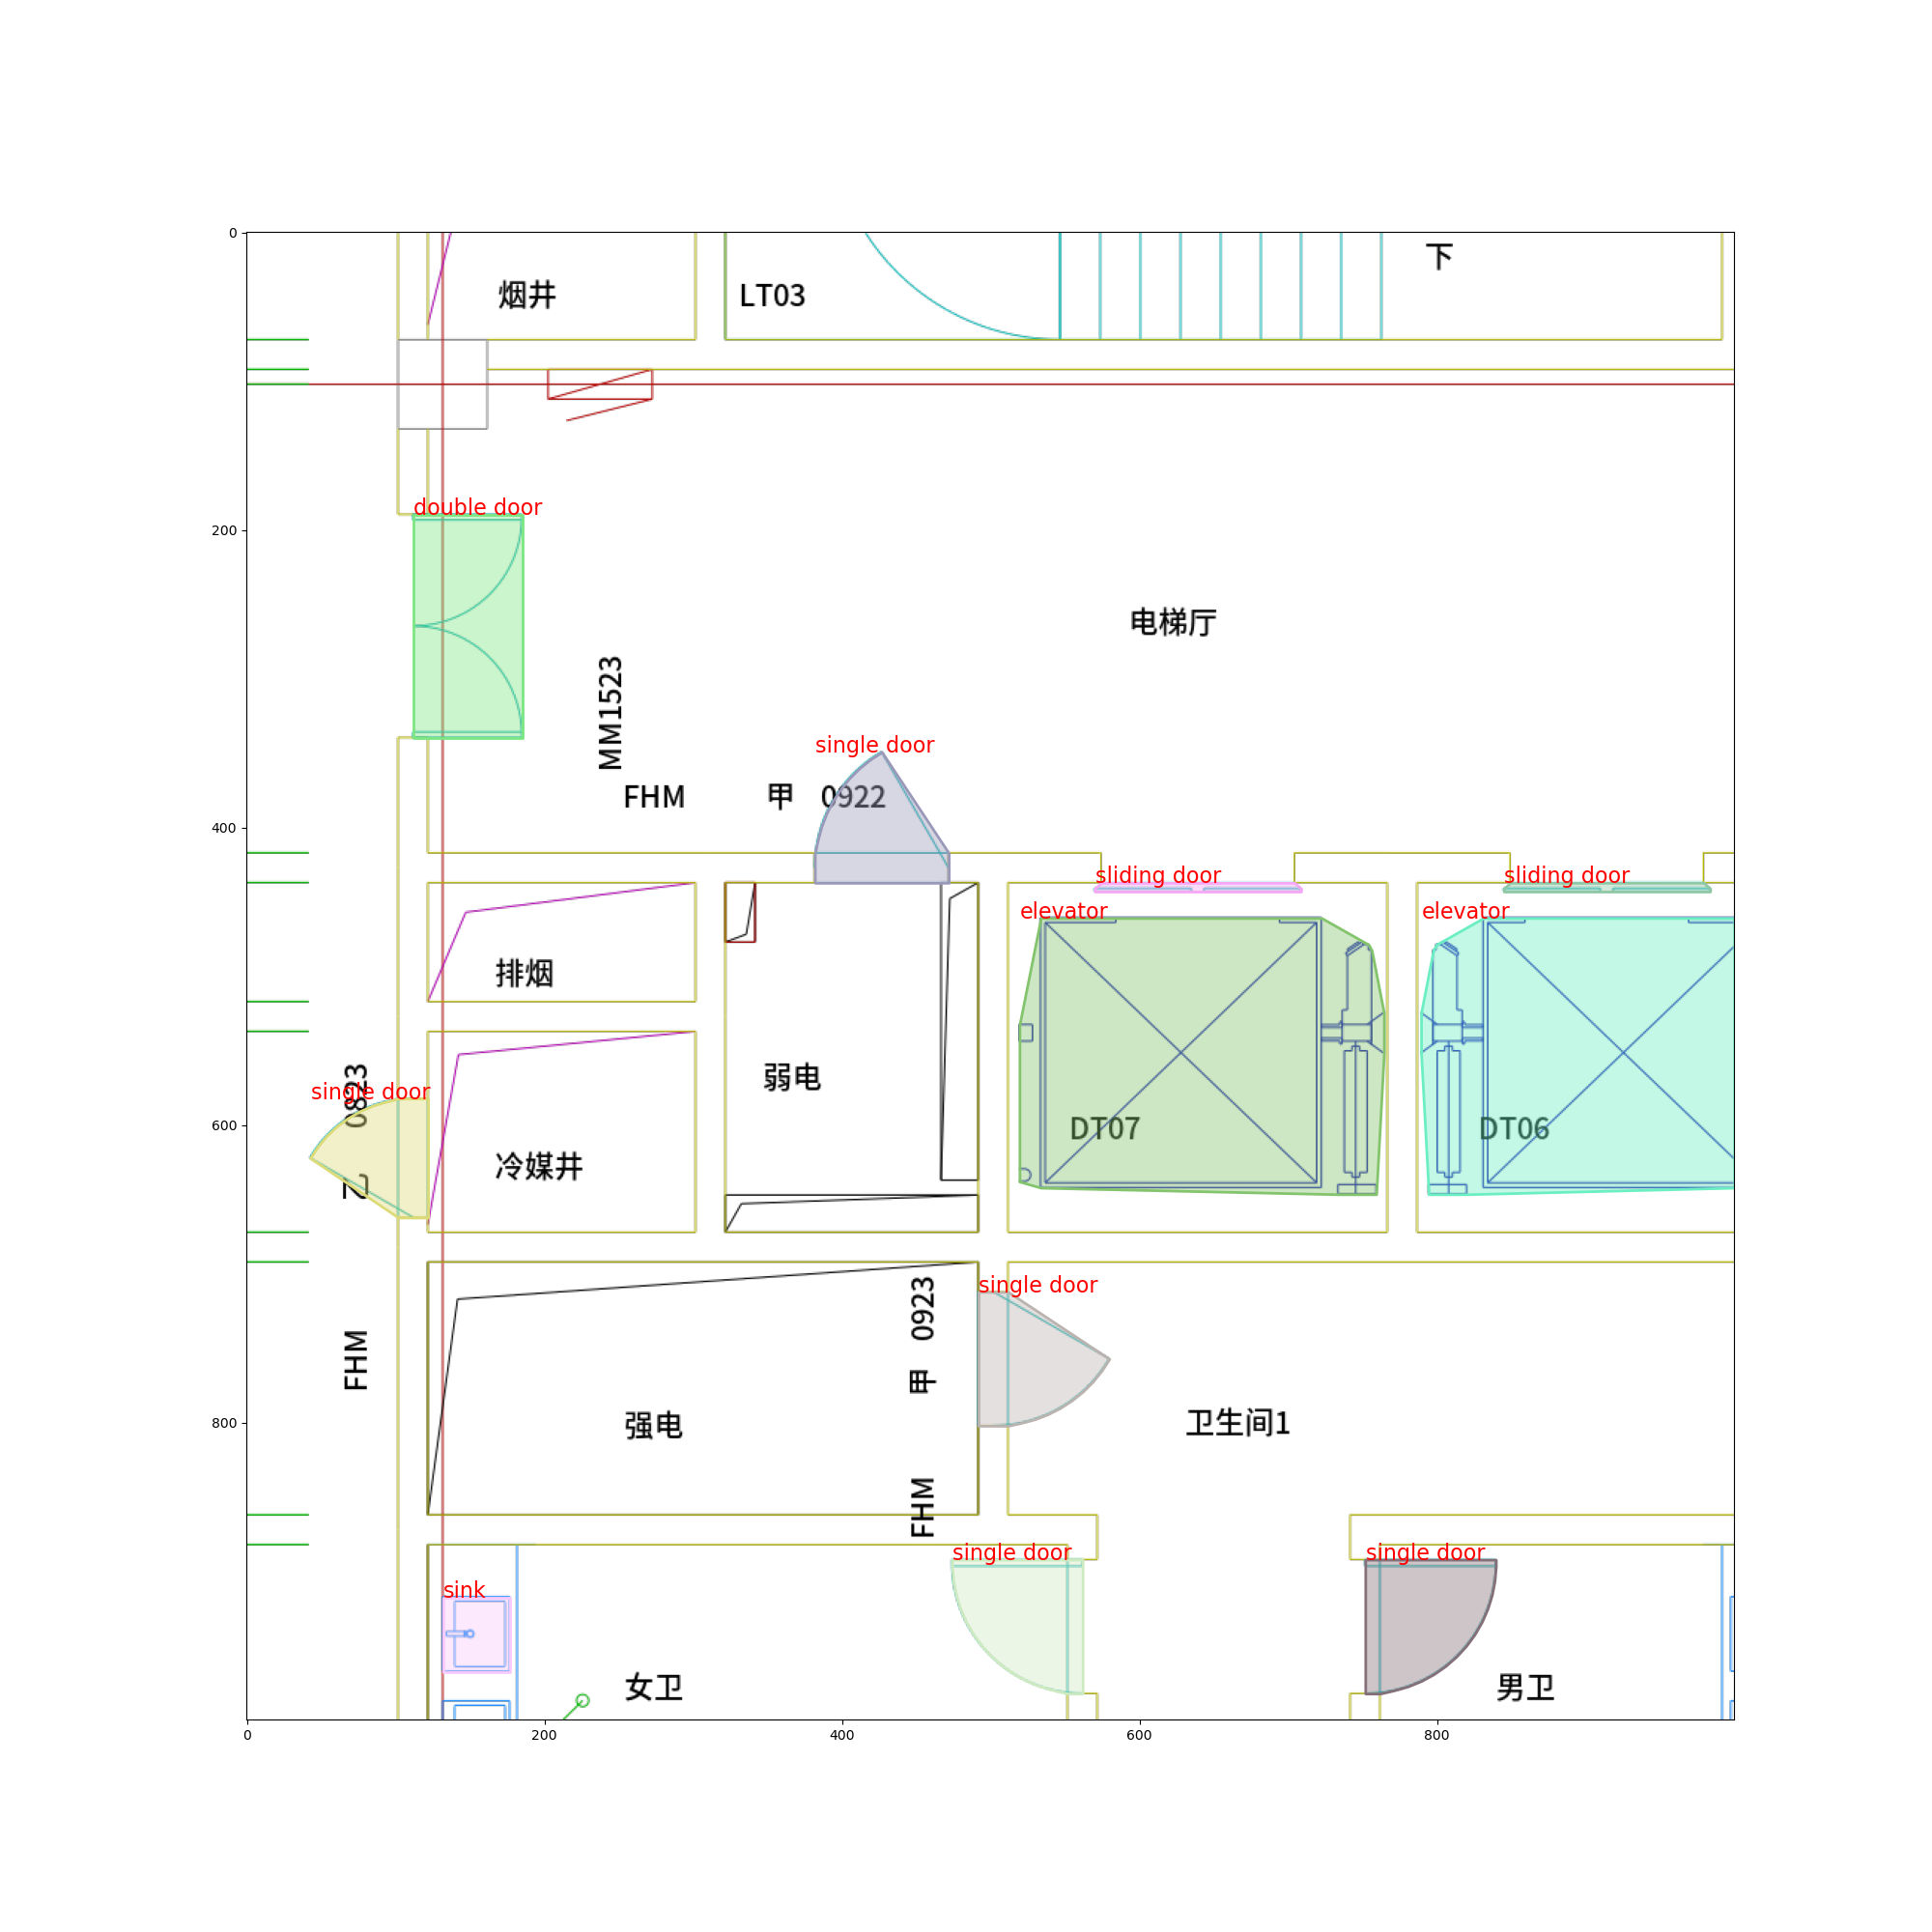 0
下
烟井
LT03
200
double door
电梯厅
MM1523
single door
FHM 甲 0922
400
sliding door
sliding door
elevator
elevator
排烟
弱电
single door
0823
600
DT07
DT06
冷媒井
乙
single door
0923
FHM
甲
800
强电
卫生间1
FHM
single door
single door
sink
女卫
男卫
0
200
400
600
800